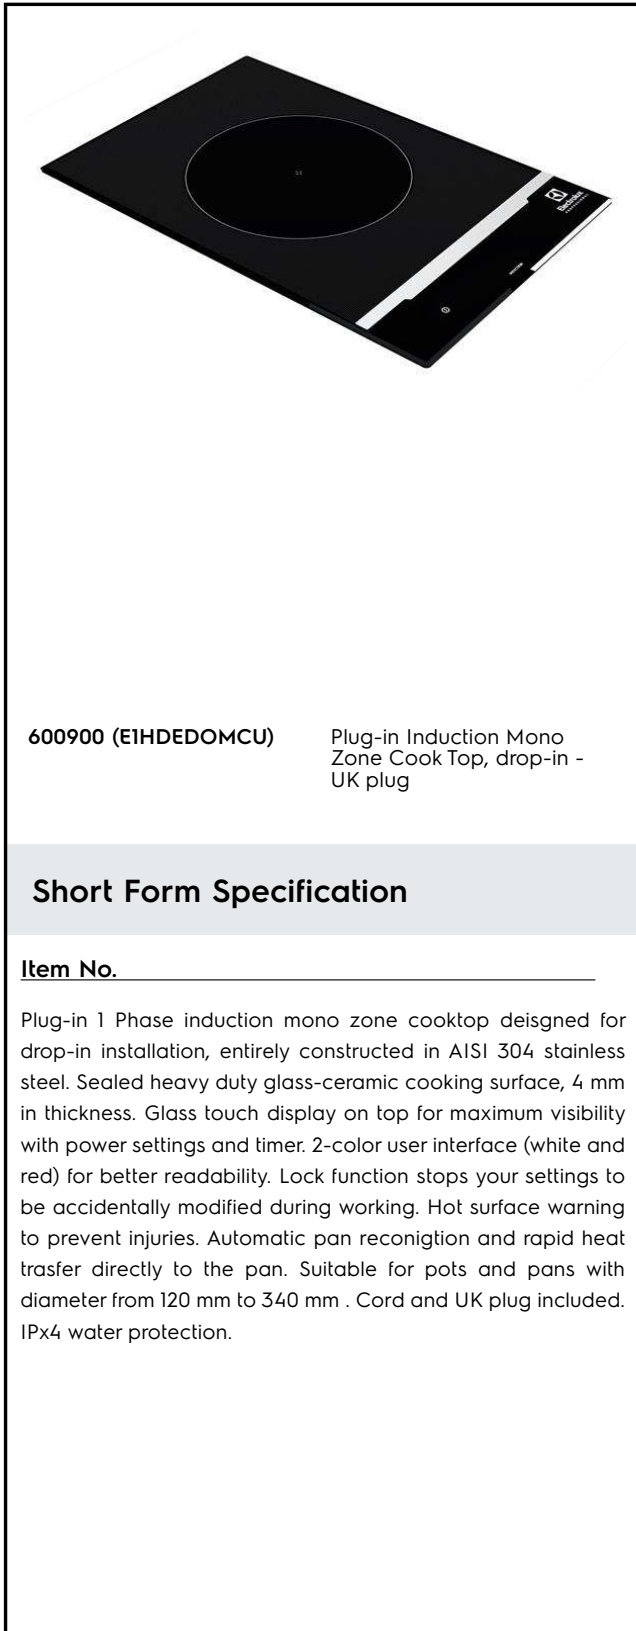 Electrolux
PROFESSIONAL
600900 (E1HDEDOMCU)
Plug-in Induction Mono
Zone Cook Top, drop-in -
UK plug
Short Form Specification
Item No.
Plug-in 1 Phase induction mono zone cooktop deisgned for
drop-in installation, entirely constructed in AISI 304 stainless
steel. Sealed heavy duty glass-ceramic cooking surface, 4 mm
in thickness. Glass touch display on top for maximum visibility
with power settings and timer. 2-color user interface (white and
red) for better readability. Lock function stops your settings to
be accidentally modified during working. Hot surface warning
to prevent injuries. Automatic pan reconigtion and rapid heat
trasfer directly to the pan. Suitable for pots and pans with
diameter from 120 mm to 340 mm . Cord and UK plug included.
IPx4 water protection.